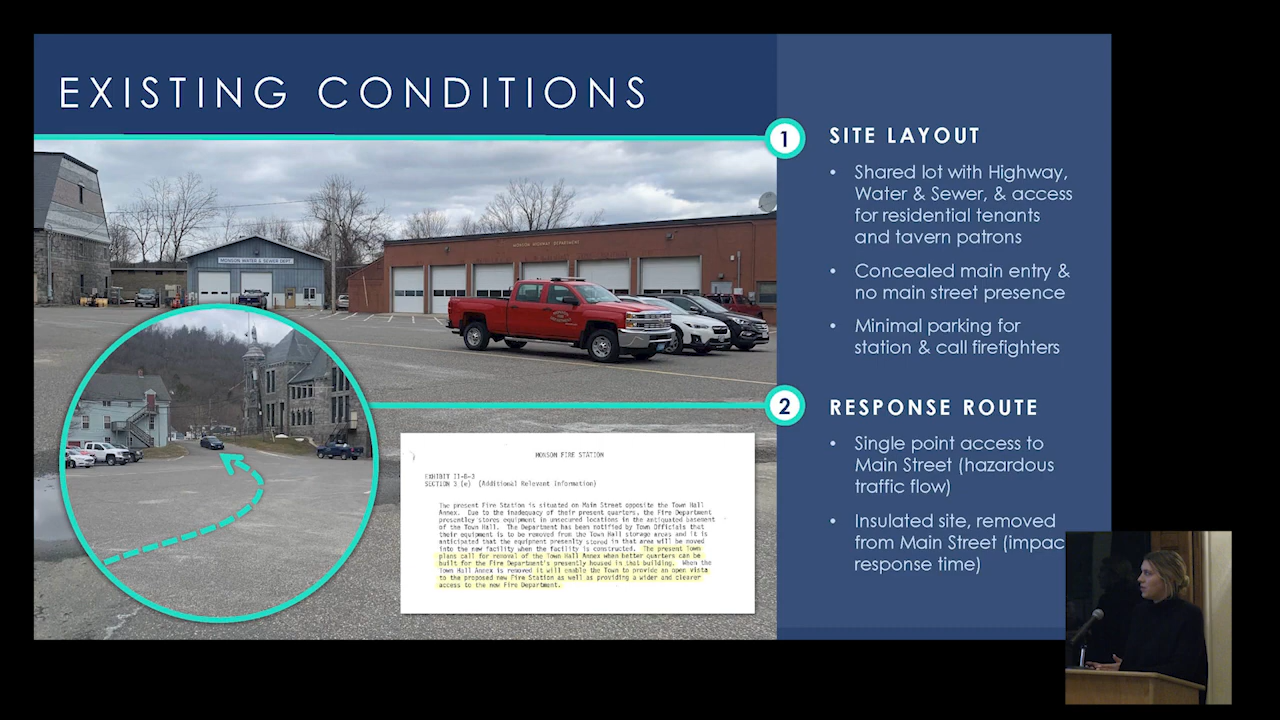 EXISTING CONDITIONS
1
SITE LAYOUT
• Shared lot with Highway,
Water & Sewer, & access
for residential tenants
and tavern patrons
• Concealed main entry &
no main street presence
• Minimal parking for
station & call firefighters
2
RESPONSE ROUTE
• Single point access to
Main Street (hazardous
traffic flow)
• Insulated site, removed
from Main Street (impac
response time)
MONSON WATER & SEWER DEPT
MONSON HIGHWAY DEPARTMENT
MONSON FIRE STATION
EXHIBIT II-B-3
SECTION 3 (e) (Additional Relevant Information)
The present Fire Station is situated on Main Street opposite the Town Hall
Annex. Due to the inadequacy of their present quarters, the Fire Department
presently stores equipment in unsecured locations in the antiquated basement
of the Town Hall. The Department has been notified by Town Officials that
their equipment is to be removed from the Town Hall storage areas and it is
anticipated that the equipment presently stored in that area will be moved
into the new facility when the facility is constructed. The present Town
plans call for removal of the Town Hall Annex when better quarters can be
built for the Fire Department's presently housed in that building. When the
Town Hall Annex is removed it will enable the Town to provide an open vista
to the proposed new Fire Station as well as providing a wider and clearer
access to the new Fire Department.